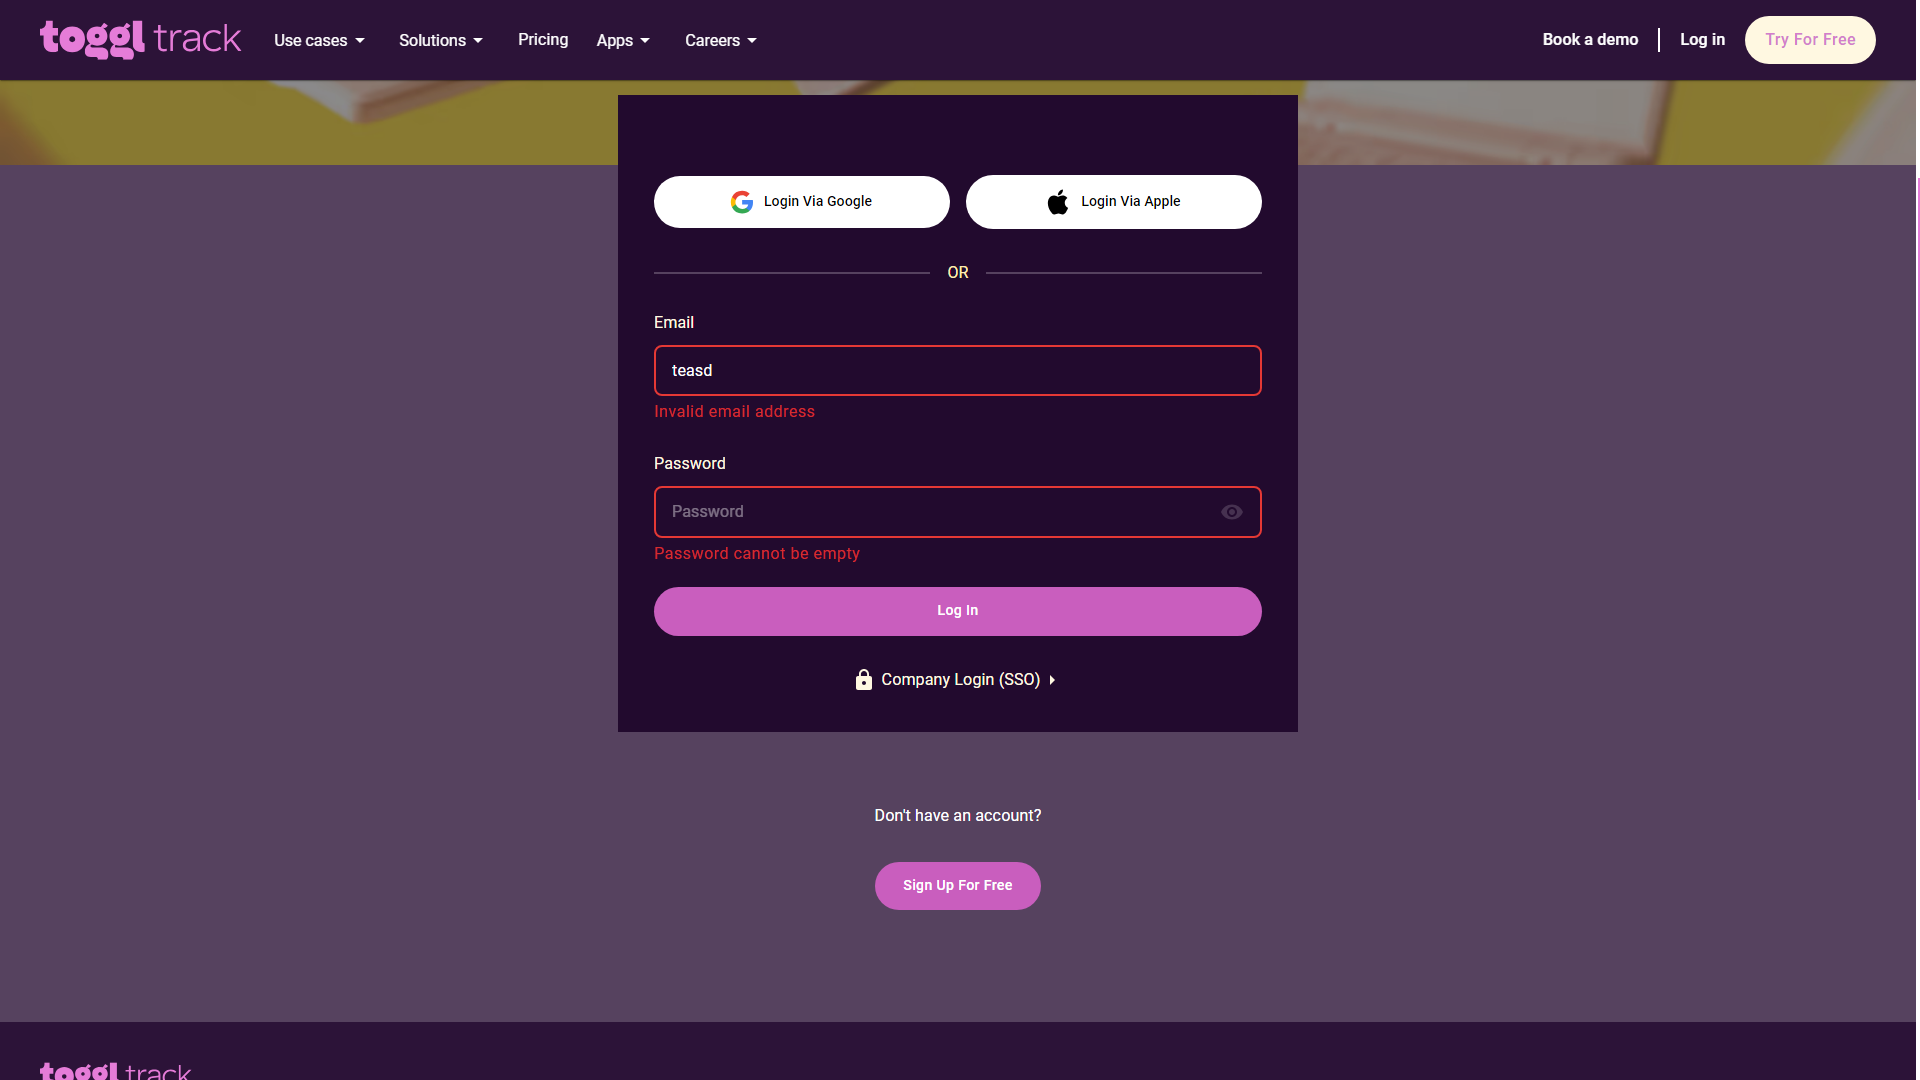 toggl track
Use cases
Solutions
Pricing
Apps
Careers
Book a demo
Log in
Try For Free
Login Via Google
Login Via Apple
OR
Email
teasd
Invalid email address
Password
Password
Password cannot be empty
Log In
Company Login (SSO)
Don't have an account?
Sign Up For Free
toggl track